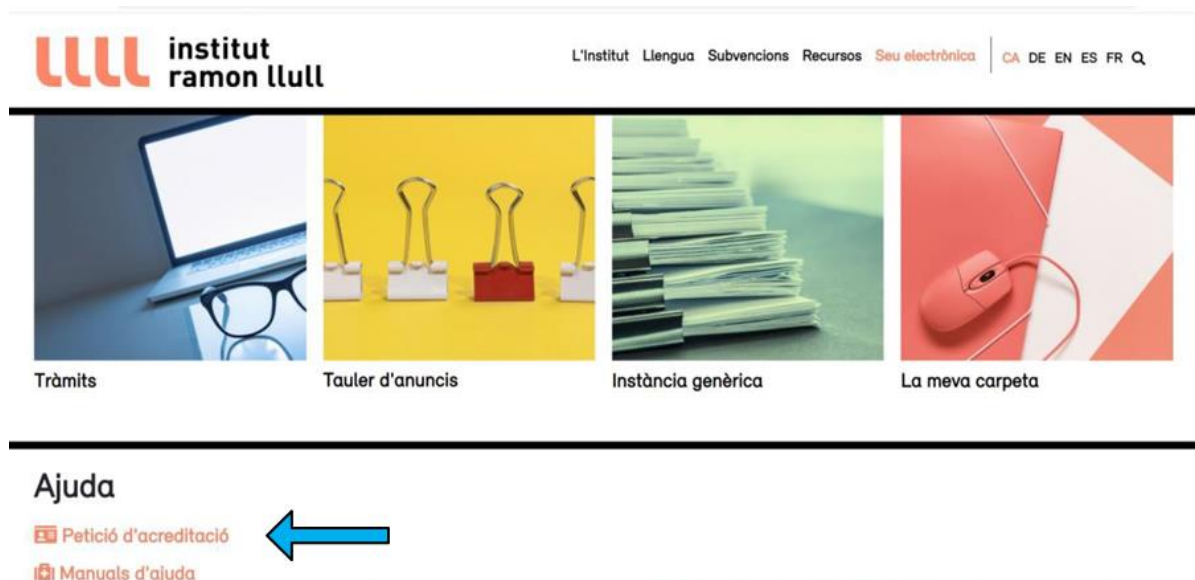 institut
ramon llull
L'Institut Llengua Subvencions Recursos Seu electrònica CA DE EN ES FR
Tràmits
Tauler d'anuncis
Instància genèrica
La meva carpeta
Ajuda
Petició d'acreditació
Manuals d'ajuda